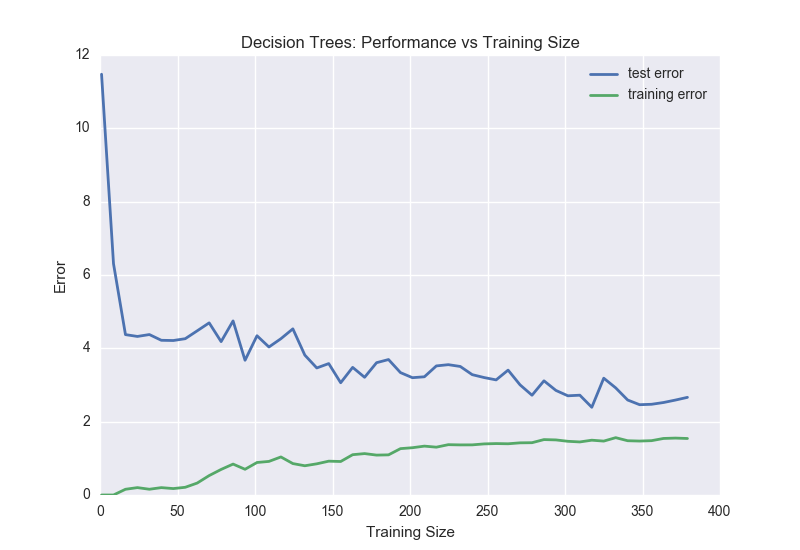 Decision Trees: Performance vs Training Size
12
10
8
6
4
2
0
Error
test error
training error
0 50 100 150 200 250 300 350 400
Training Size